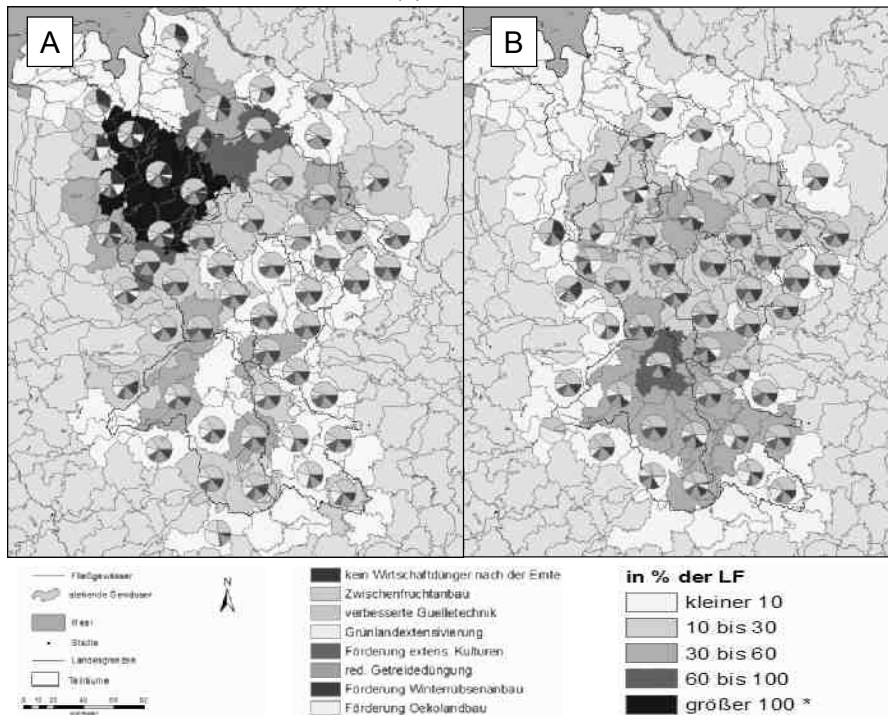 A
B
Fließgewässer
stehende Gewässer
Städte
Landesgrenzen
Teilräume
N
kein Wirtschaftdünger nach der Ernte
Zwischenfruchtanbau
verbesserte Guelletechnik
Grünlandextensivierung
Förderung extens. Kulturen
red. Getreidedüngung
Förderung Winterrübsenanbau
Förderung Oekolandbau
in % der LF
kleiner 10
10 bis 30
30 bis 60
60 bis 100
größer 100 *